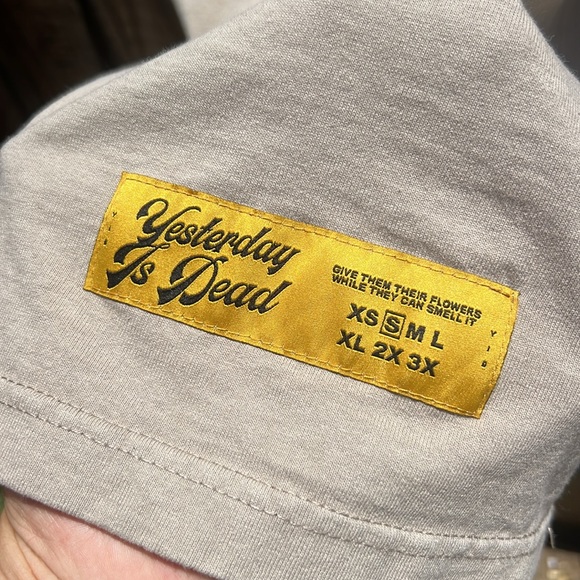 Yesterday
Is Dead
GIVE THEM THEIR FLOWERS
WHILE THEY CAN SMELL IT
XS S M L
XL 2X 3X
Y I D